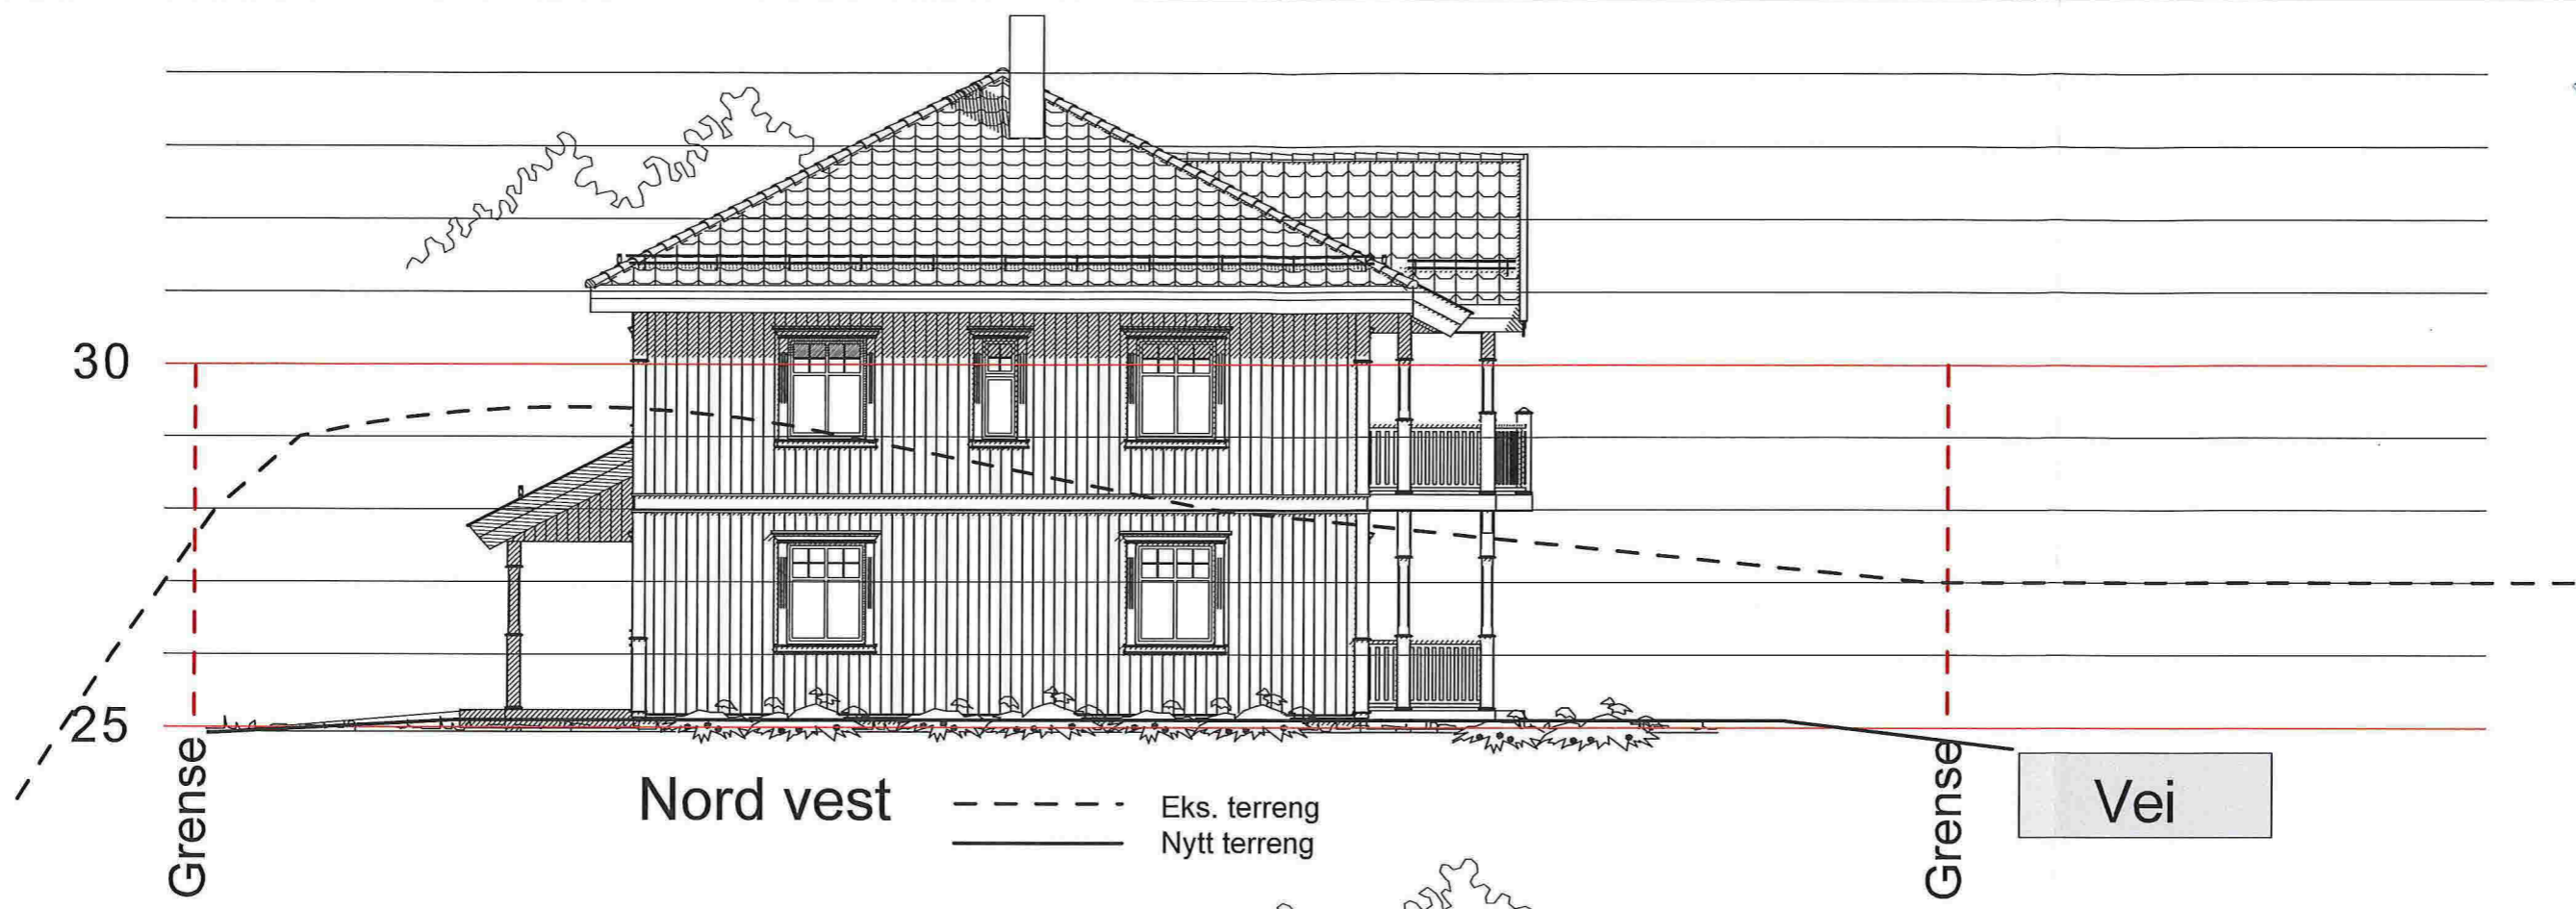 30
25
Grense
Nord vest
Eks. terreng
Nytt terreng
Grense
Vei